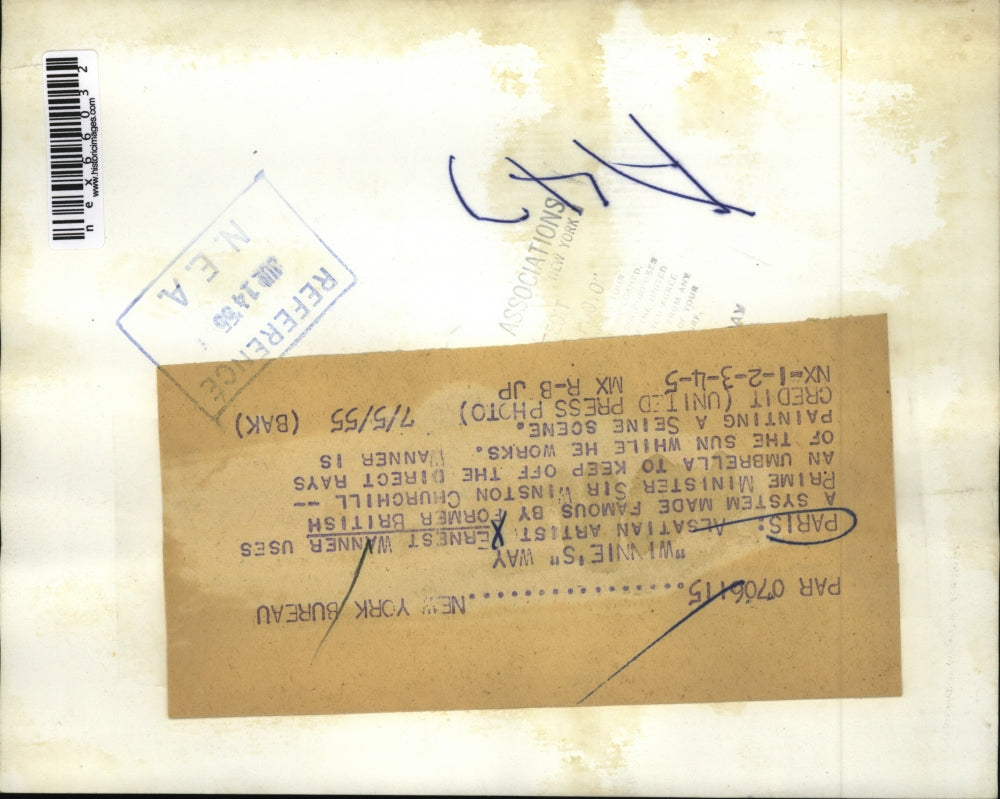 PAR 0706115.................NEW YORK BUREAU
"WINNIE'S" WAY
PARIS: ALSATIAN ARTIST ERNEST WANNER USES
A SYSTEM MADE FAMOUS BY FORMER BRITISH
PRIME MINISTER SIR WINSTON CHURCHILL --
AN UMBRELLA TO KEEP OFF THE DIRECT RAYS
OF THE SUN WHILE HE WORKS. WANNER IS
PAINTING A SEINE SCENE.
CREDIT (UNITED PRESS PHOTO) 7/5/55 (BAK)
NX-1-2-3-4-5 MX R-B JP
REFERENCE
JUN 14 '55
N. E. A.
ASSOCIATIONS
NEW YORK
nex66032
www.historicimages.com